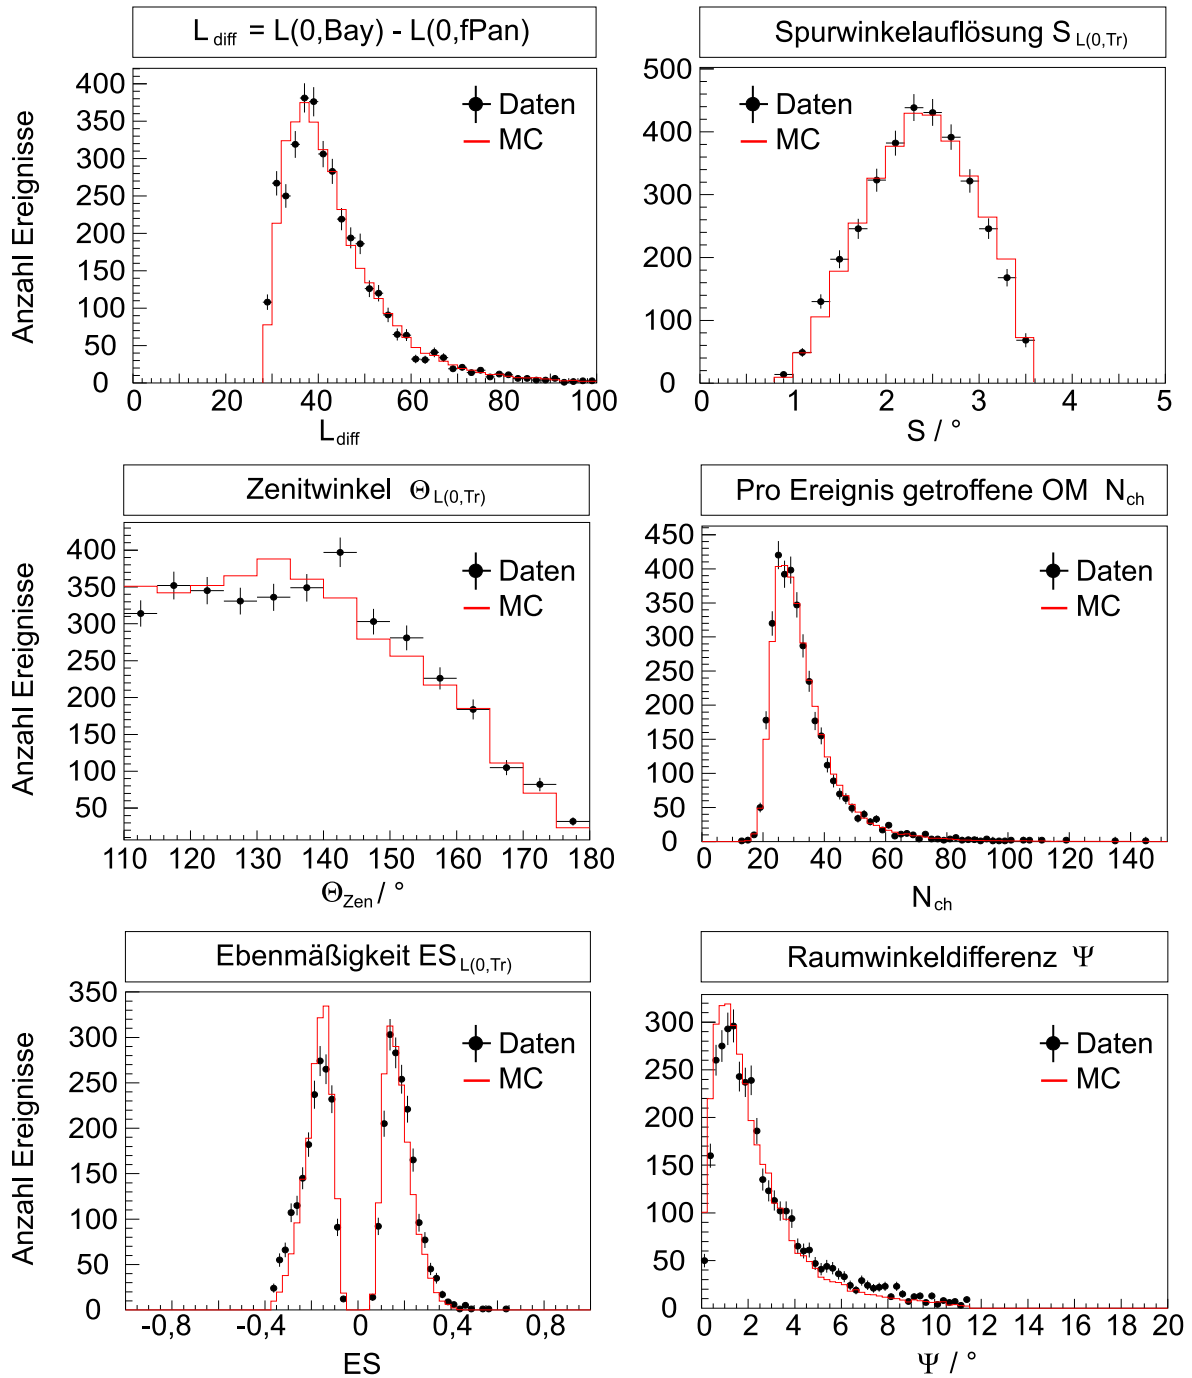 L diff = L(0,Bay) - L(0,fPan)
Anzahl Ereignisse
400
350
300
250
200
150
100
50
0
Daten
MC
0 20 40 60 80 100
L diff
Spurwinkelauflösung S L(0,Tr)
500
400
300
200
100
0
Daten
MC
0 1 2 3 4 5
S / °
Zenitwinkel Θ L(0,Tr)
Anzahl Ereignisse
400
350
300
250
200
150
100
50
Daten
MC
110 120 130 140 150 160 170 180
Θ Zen / °
Pro Ereignis getroffene OM N ch
450
400
350
300
250
200
150
100
50
0
Daten
MC
0 20 40 60 80 100 120 140
N ch
Ebenmäßigkeit ES L(0,Tr)
Anzahl Ereignisse
350
300
250
200
150
100
50
0
Daten
MC
-0,8 -0,4 0 0,4 0,8
ES
Raumwinkeldifferenz Ψ
300
250
200
150
100
50
0
Daten
MC
0 2 4 6 8 10 12 14 16 18 20
Ψ / °